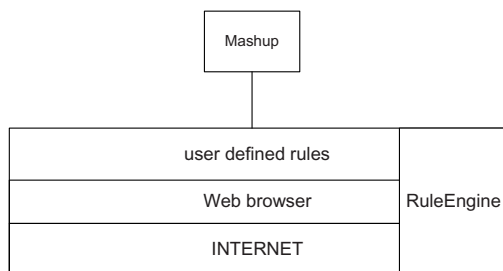 Mashup
user defined rules
Web browser
RuleEngine
INTERNET